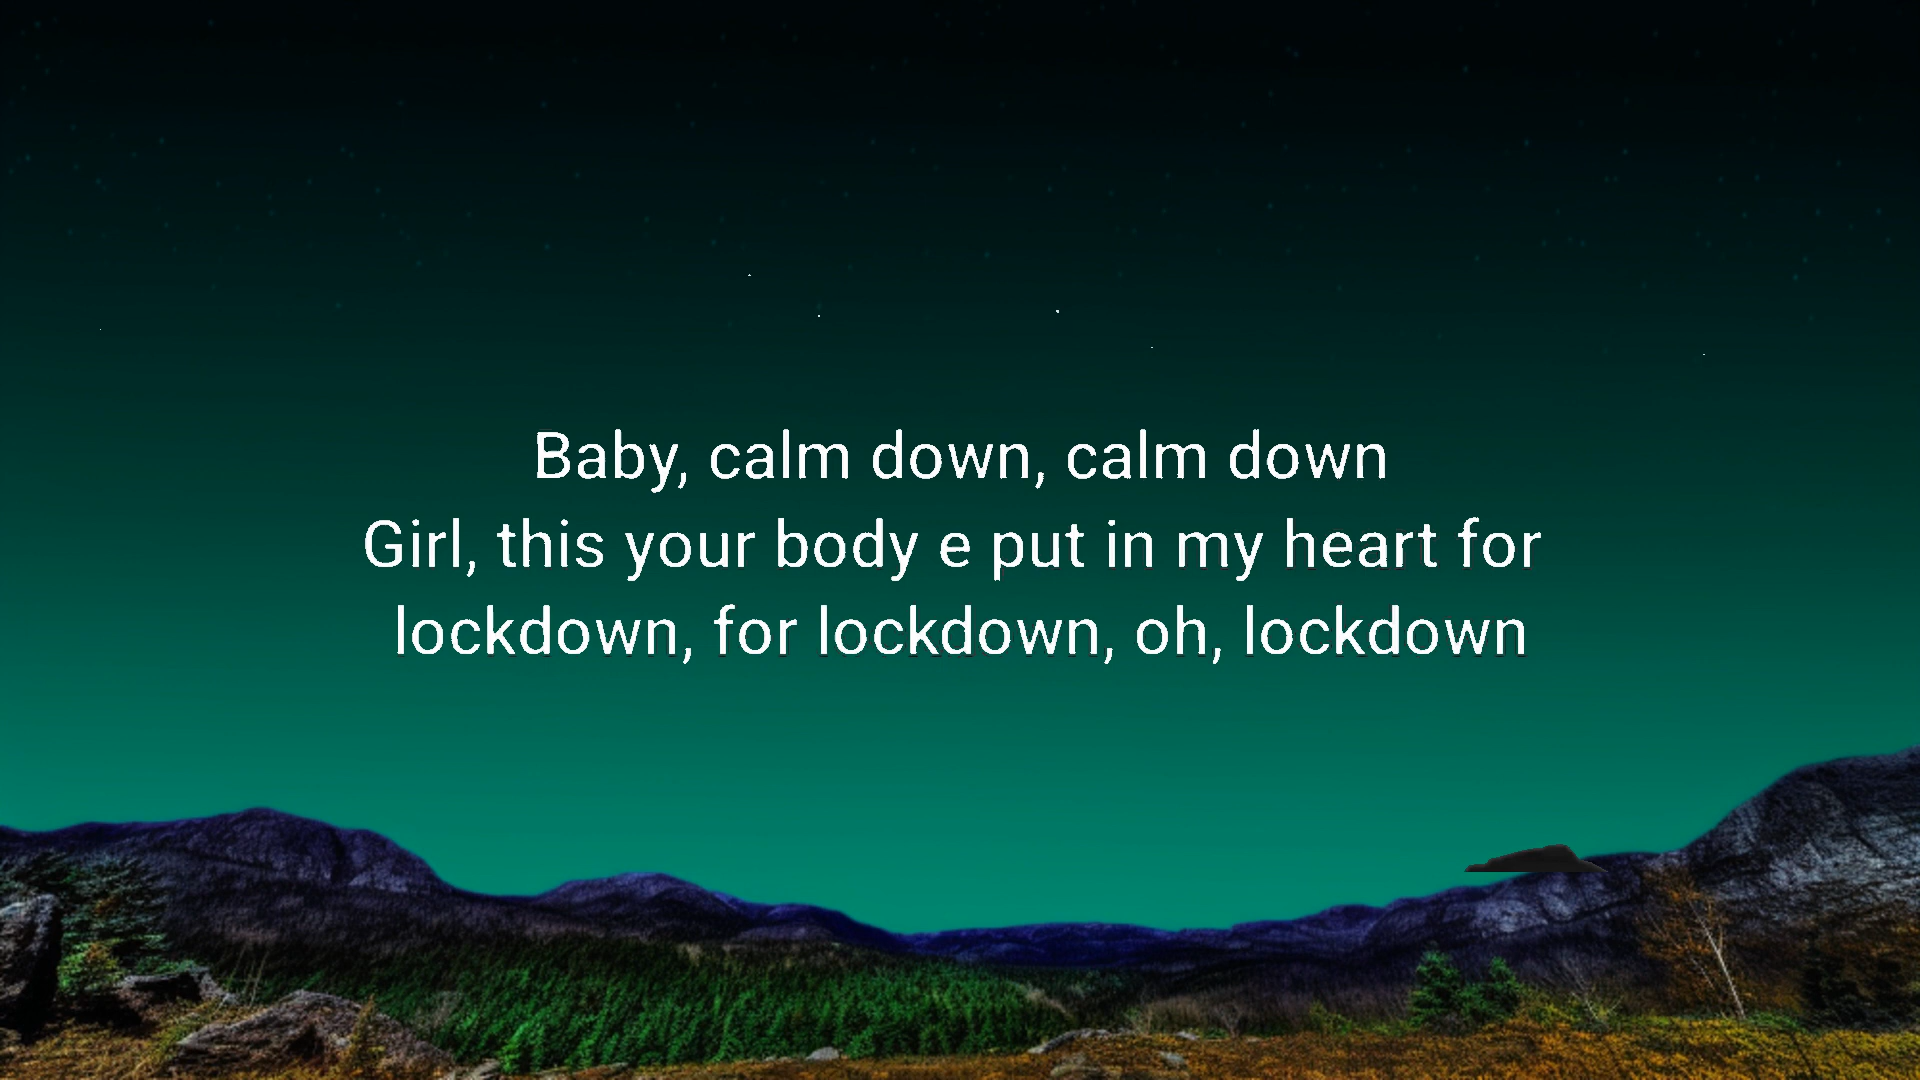 Baby, calm down, calm down
Girl, this your body e put in my heart for
lockdown, for lockdown, oh, lockdown